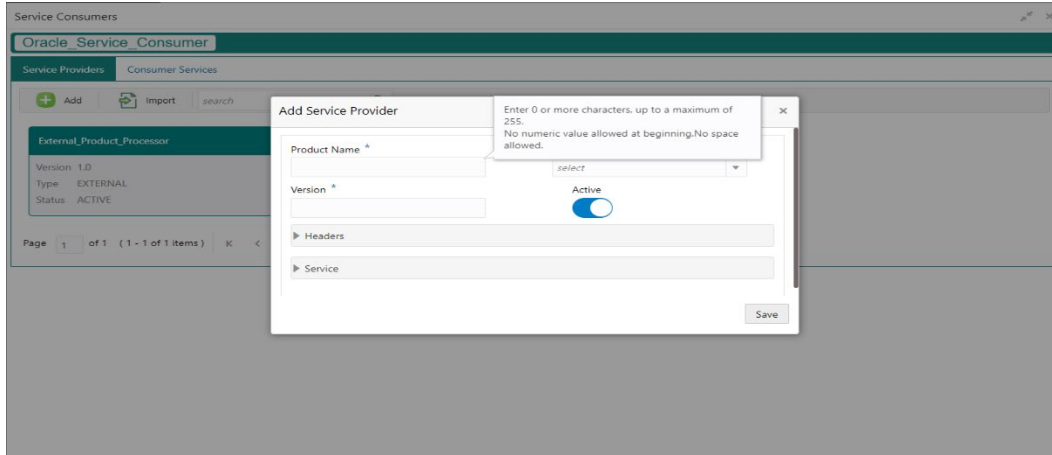 Service Consumers
Oracle_Service_Consumer
Service Providers Consumer Services
Add Import search
External_Product_Processor
Version 1.0
Type EXTERNAL
Status ACTIVE
Page 1 of 1 ( 1 - 1 of 1 items )
Add Service Provider
Enter 0 or more characters, up to a maximum of
255.
No numeric value allowed at beginning.No space
allowed.
Product Name *
select
Version *
Active
Headers
Service
Save